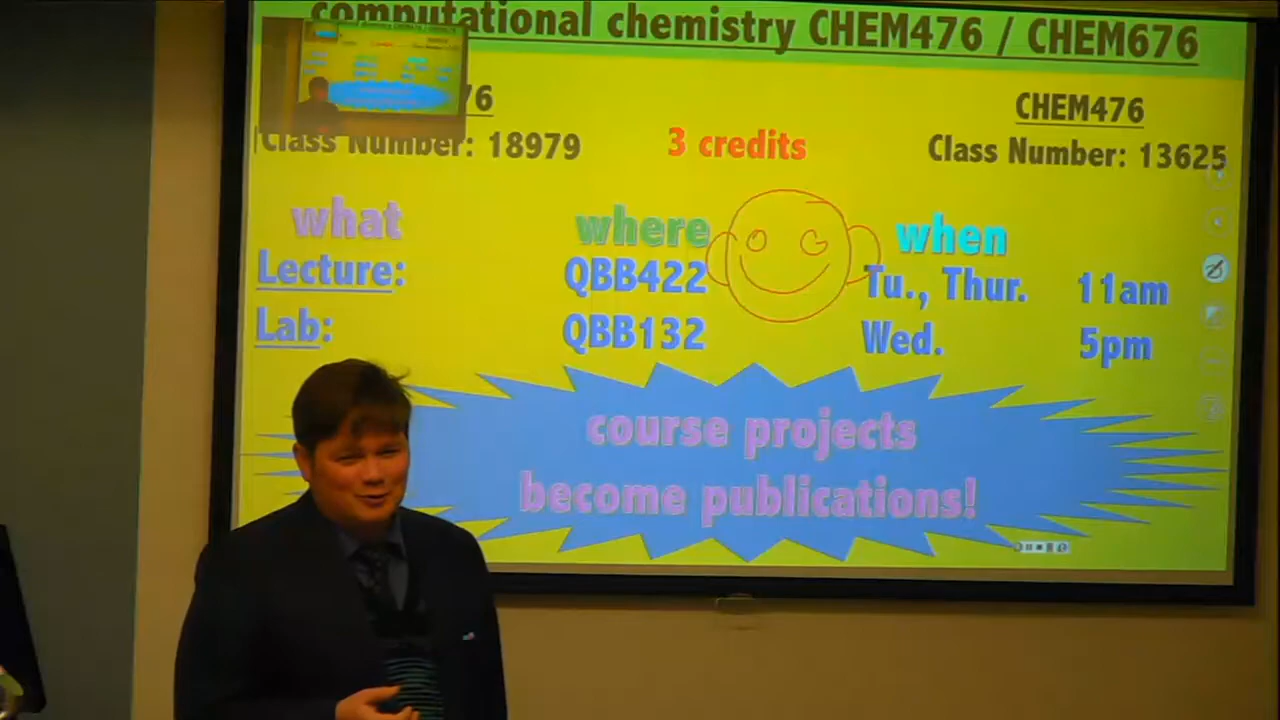 computational chemistry CHEM476 / CHEM676
76 CHEM476
Class Number: 18979 3 credits Class Number: 13625
what where when
Lecture: QBB422 Tu., Thur. 11am
Lab: QBB132 Wed. 5pm
course projects
become publications!